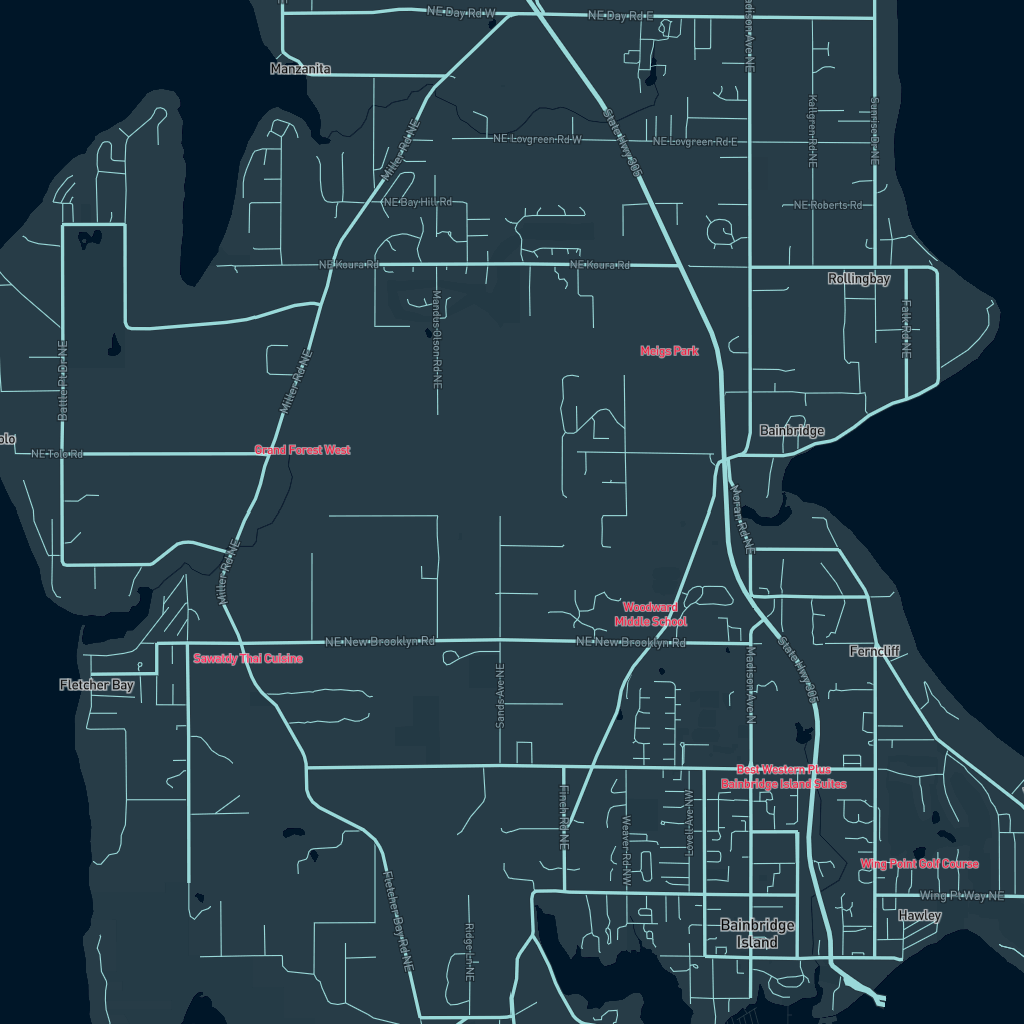 NE Day Rd W
NE Day Rd E
Madison Ave NE
Manzanita
Kallgren Rd NE
Sunrise Dr NE
State Hwy 305
Miller Rd NE
NE Lovgreen Rd W
NE Lovgreen Rd E
NE Bay Hill Rd
NE Roberts Rd
NE Koura Rd
NE Koura Rd
Rollingbay
Mandus Olson Rd NE
Falk Rd NE
Meigs Park
Battle Pt Dr NE
Miller Rd NE
Bainbridge
NE Tolo Rd
Grand Forest West
Moran Rd NE
Miller Rd NE
Woodward
Middle School
NE New Brooklyn Rd
NE New Brooklyn Rd
Ferncliff
Sawatdy Thai Cuisine
State Hwy 305
Fletcher Bay
Sands Ave NE
Madison Ave N
Best Western Plus
Bainbridge Island Suites
Finch Rd NE
Weaver Rd NW
Lovell Ave NW
Wing Point Golf Course
Wing Pt Way NE
Fletcher Bay Rd NE
Hawley
Ridge Ln NE
Bainbridge
Island